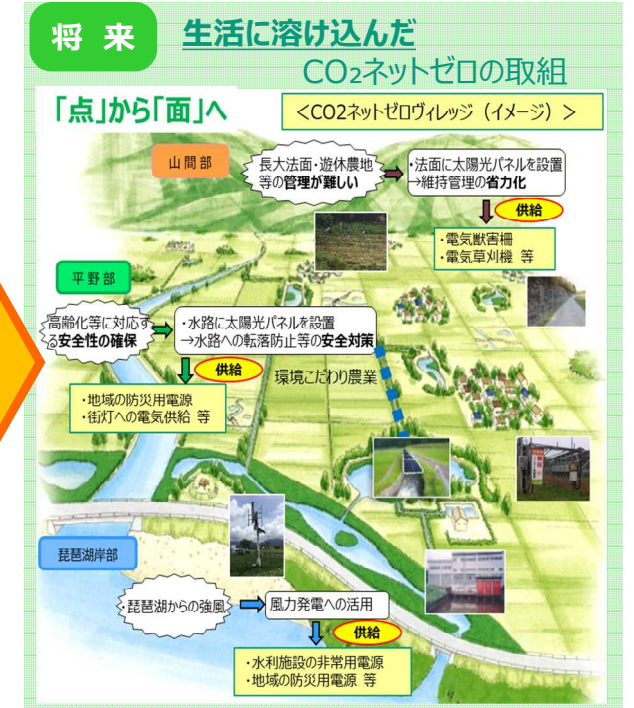 将 来
生活に溶け込んだ
CO₂ネットゼロの取組
「点」から「面」へ
＜CO2ネットゼロヴィレッジ（イメージ）＞
山間部
長大法面・遊休農地
等の管理が難しい
・法面に太陽光パネルを設置
→維持管理の省力化
供給
・電気獣害柵
・電気草刈機 等
平野部
高齢化等に対応す
る安全性の確保
・水路に太陽光パネルを設置
→水路への転落防止等の安全対策
供給
環境こだわり農業
・地域の防災用電源
・街灯への電気供給 等
琵琶湖岸部
・琵琶湖からの強風
風力発電への活用
供給
・水利施設の非常用電源
・地域の防災用電源 等